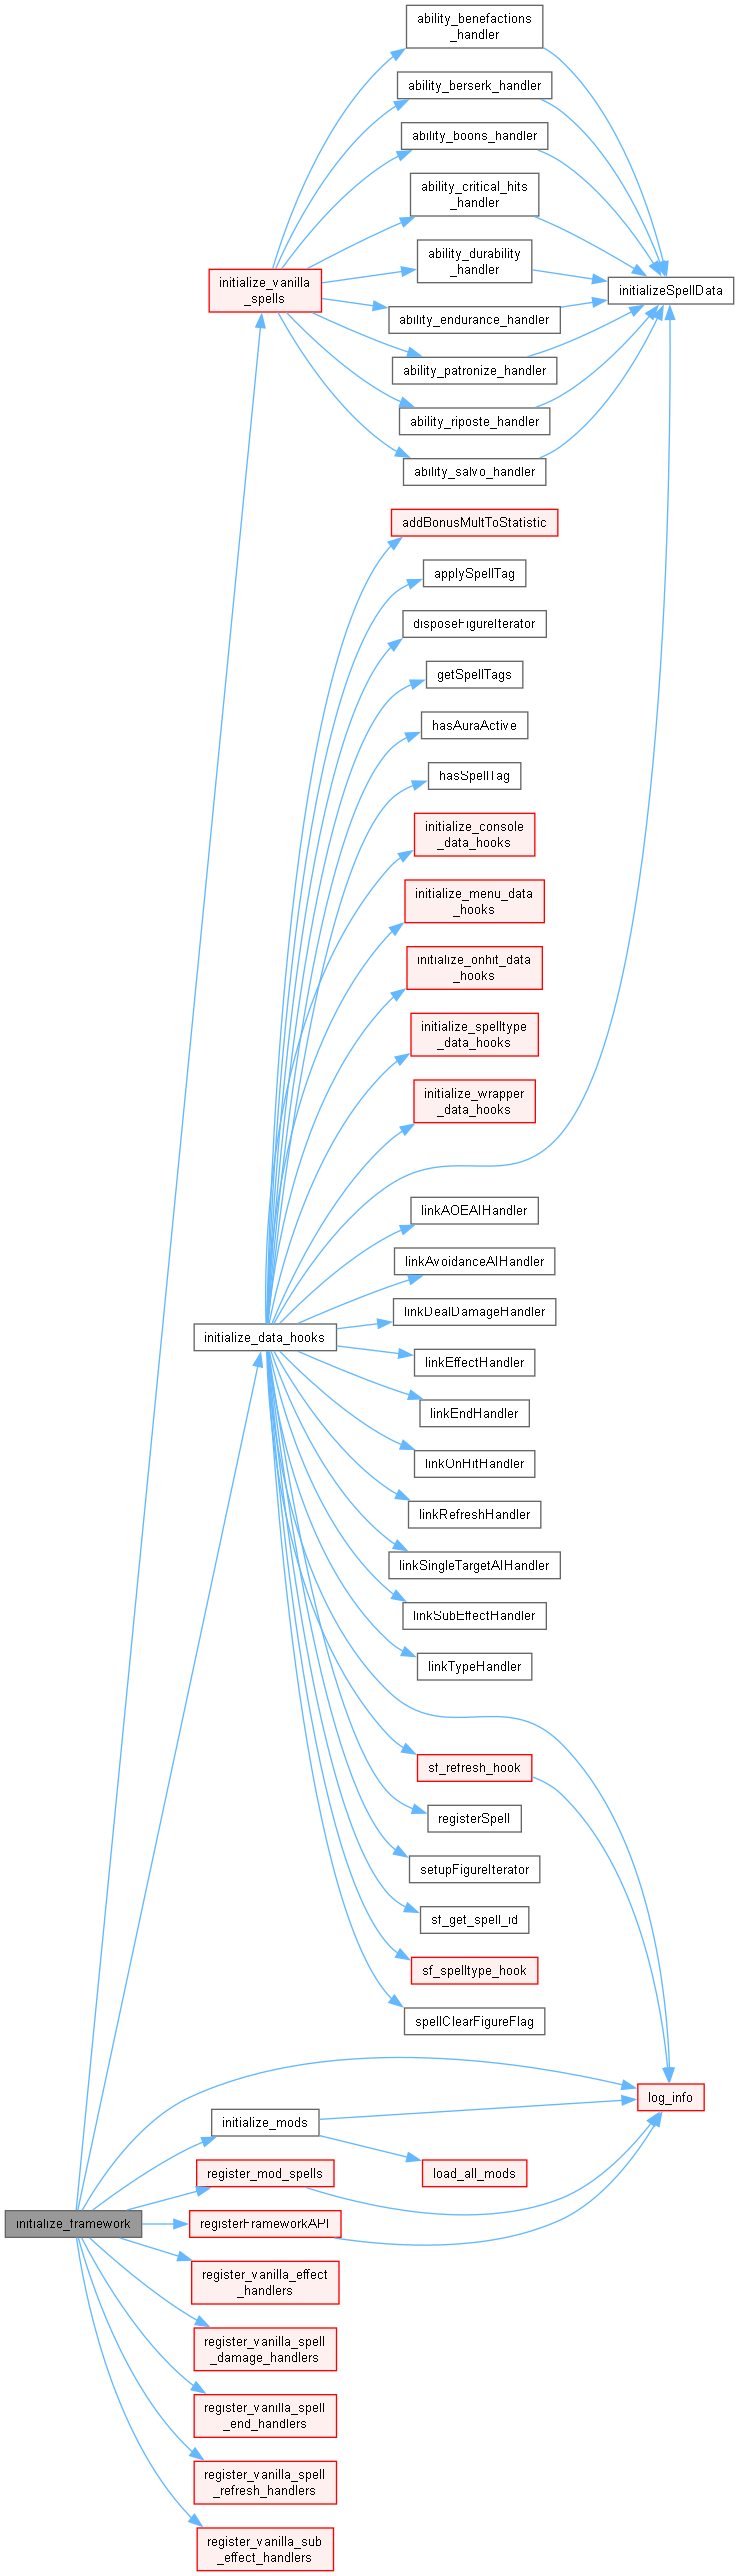 ability_benefactions
_handler
ability_berserk_handler
ability_boons_handler
ability_critical_hits
_handler
ability_durability
_handler
initialize_vanilla
_spells
initializeSpellData
ability_endurance_handler
ability_patronize_handler
ability_riposte_handler
ability_salvo_handler
addBonusMultToStatistic
applySpellTag
disposeFigureIterator
getSpellTags
hasAuraActive
hasSpellTag
initialize_console
_data_hooks
initialize_menu_data
_hooks
initialize_onhit_data
_hooks
initialize_spelltype
_data_hooks
initialize_wrapper
_data_hooks
linkAOEAIHandler
linkAvoidanceAIHandler
linkDealDamageHandler
initialize_data_hooks
linkEffectHandler
linkEndHandler
linkOnHitHandler
linkRefreshHandler
linkSingleTargetAIHandler
linkSubEffectHandler
linkTypeHandler
sf_refresh_hook
registerSpell
setupFigureIterator
sf_get_spell_id
sf_spelltype_hook
spellClearFigureFlag
log_info
initialize_mods
register_mod_spells
load_all_mods
initialize_framework
registerFrameworkAPI
register_vanilla_effect
_handlers
register_vanilla_spell
_damage_handlers
register_vanilla_spell
_end_handlers
register_vanilla_spell
_refresh_handlers
register_vanilla_sub
_effect_handlers